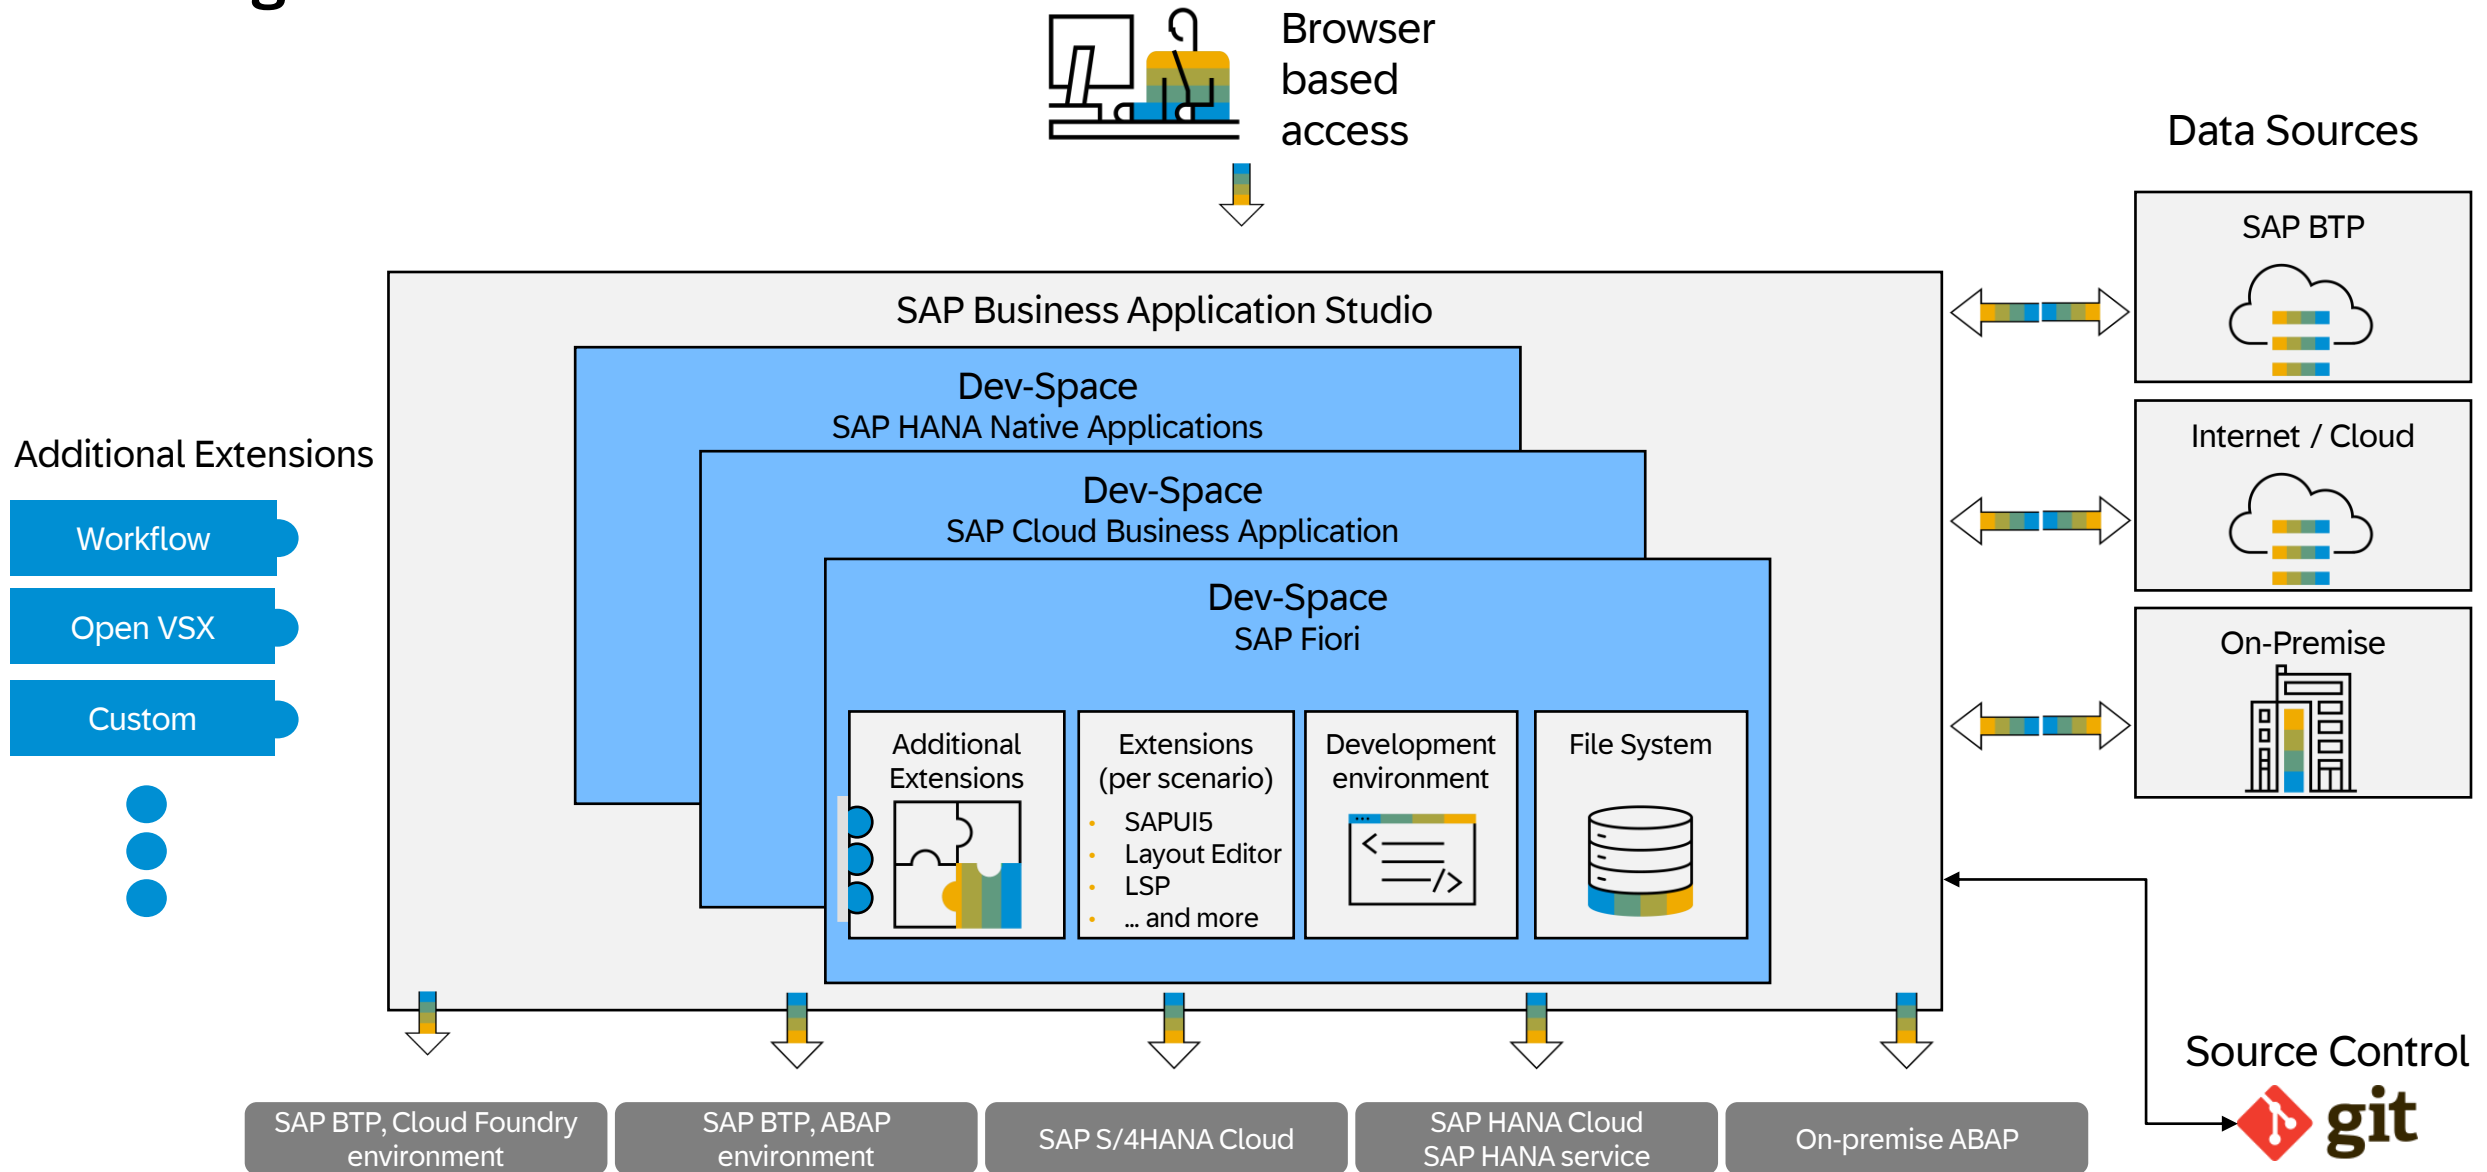 Browser
based
access
Data Sources
SAP BTP
Internet / Cloud
On-Premise
SAP Business Application Studio
Dev-Space
SAP HANA Native Applications
Dev-Space
SAP Cloud Business Application
Dev-Space
SAP Fiori
Additional Extensions
Workflow
Open VSX
Custom
Additional
Extensions
Extensions
(per scenario)
• SAPUI5
• Layout Editor
• LSP
• ... and more
Development
environment
File System
Source Control
git
SAP BTP, Cloud Foundry
environment
SAP BTP, ABAP
environment
SAP S/4HANA Cloud
SAP HANA Cloud
SAP HANA service
On-premise ABAP